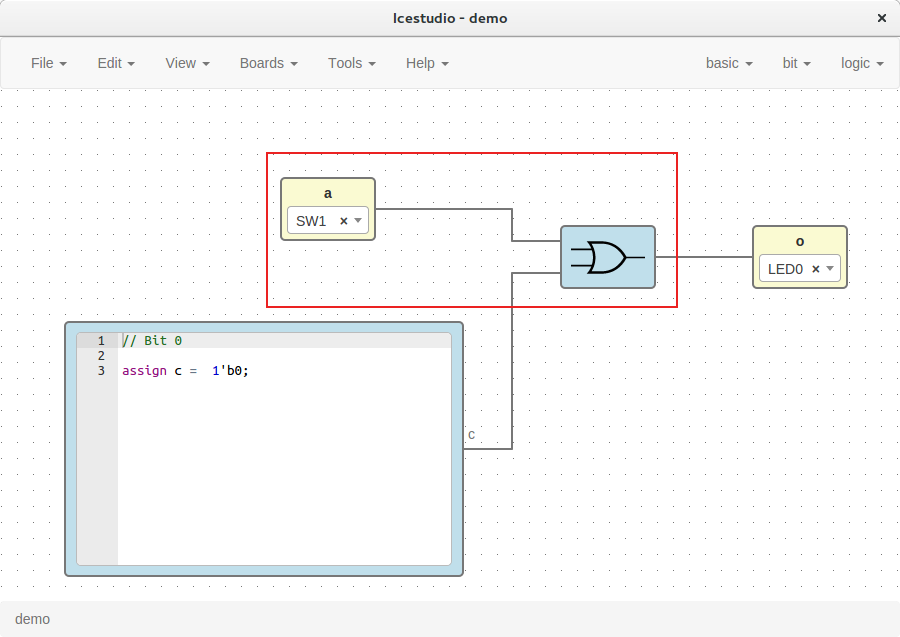 Icestudio - demo ×
File Edit View Boards Tools Help basic bit logic
a
SW1 ×
o
LED0 ×
1 // Bit 0
2
3 assign c = 1'b0;
c
demo